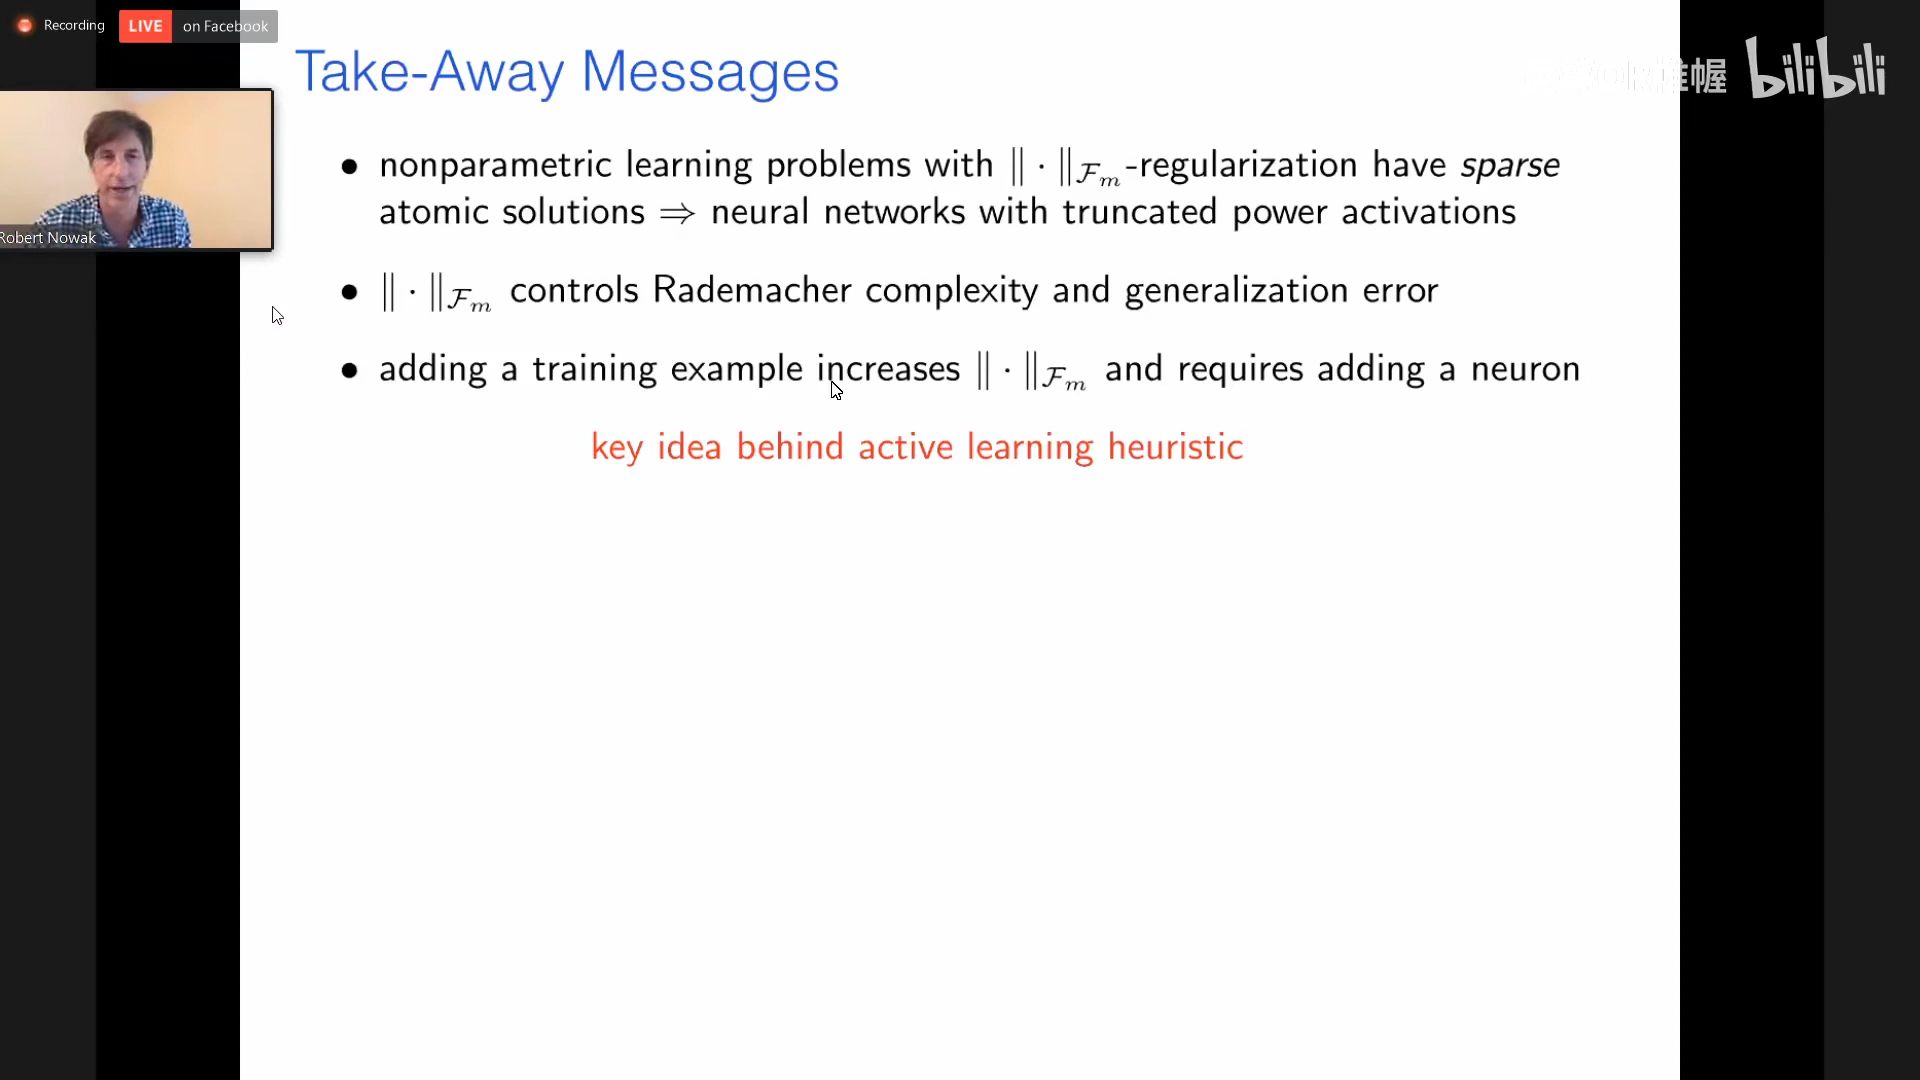 Recording
LIVE on Facebook
Take-Away Messages
bilibili
• nonparametric learning problems with ‖ · ‖_{ℱ_m}-regularization have sparse
atomic solutions ⇒ neural networks with truncated power activations
Robert Nowak
• ‖ · ‖_{ℱ_m} controls Rademacher complexity and generalization error
• adding a training example increases ‖ · ‖_{ℱ_m} and requires adding a neuron
key idea behind active learning heuristic